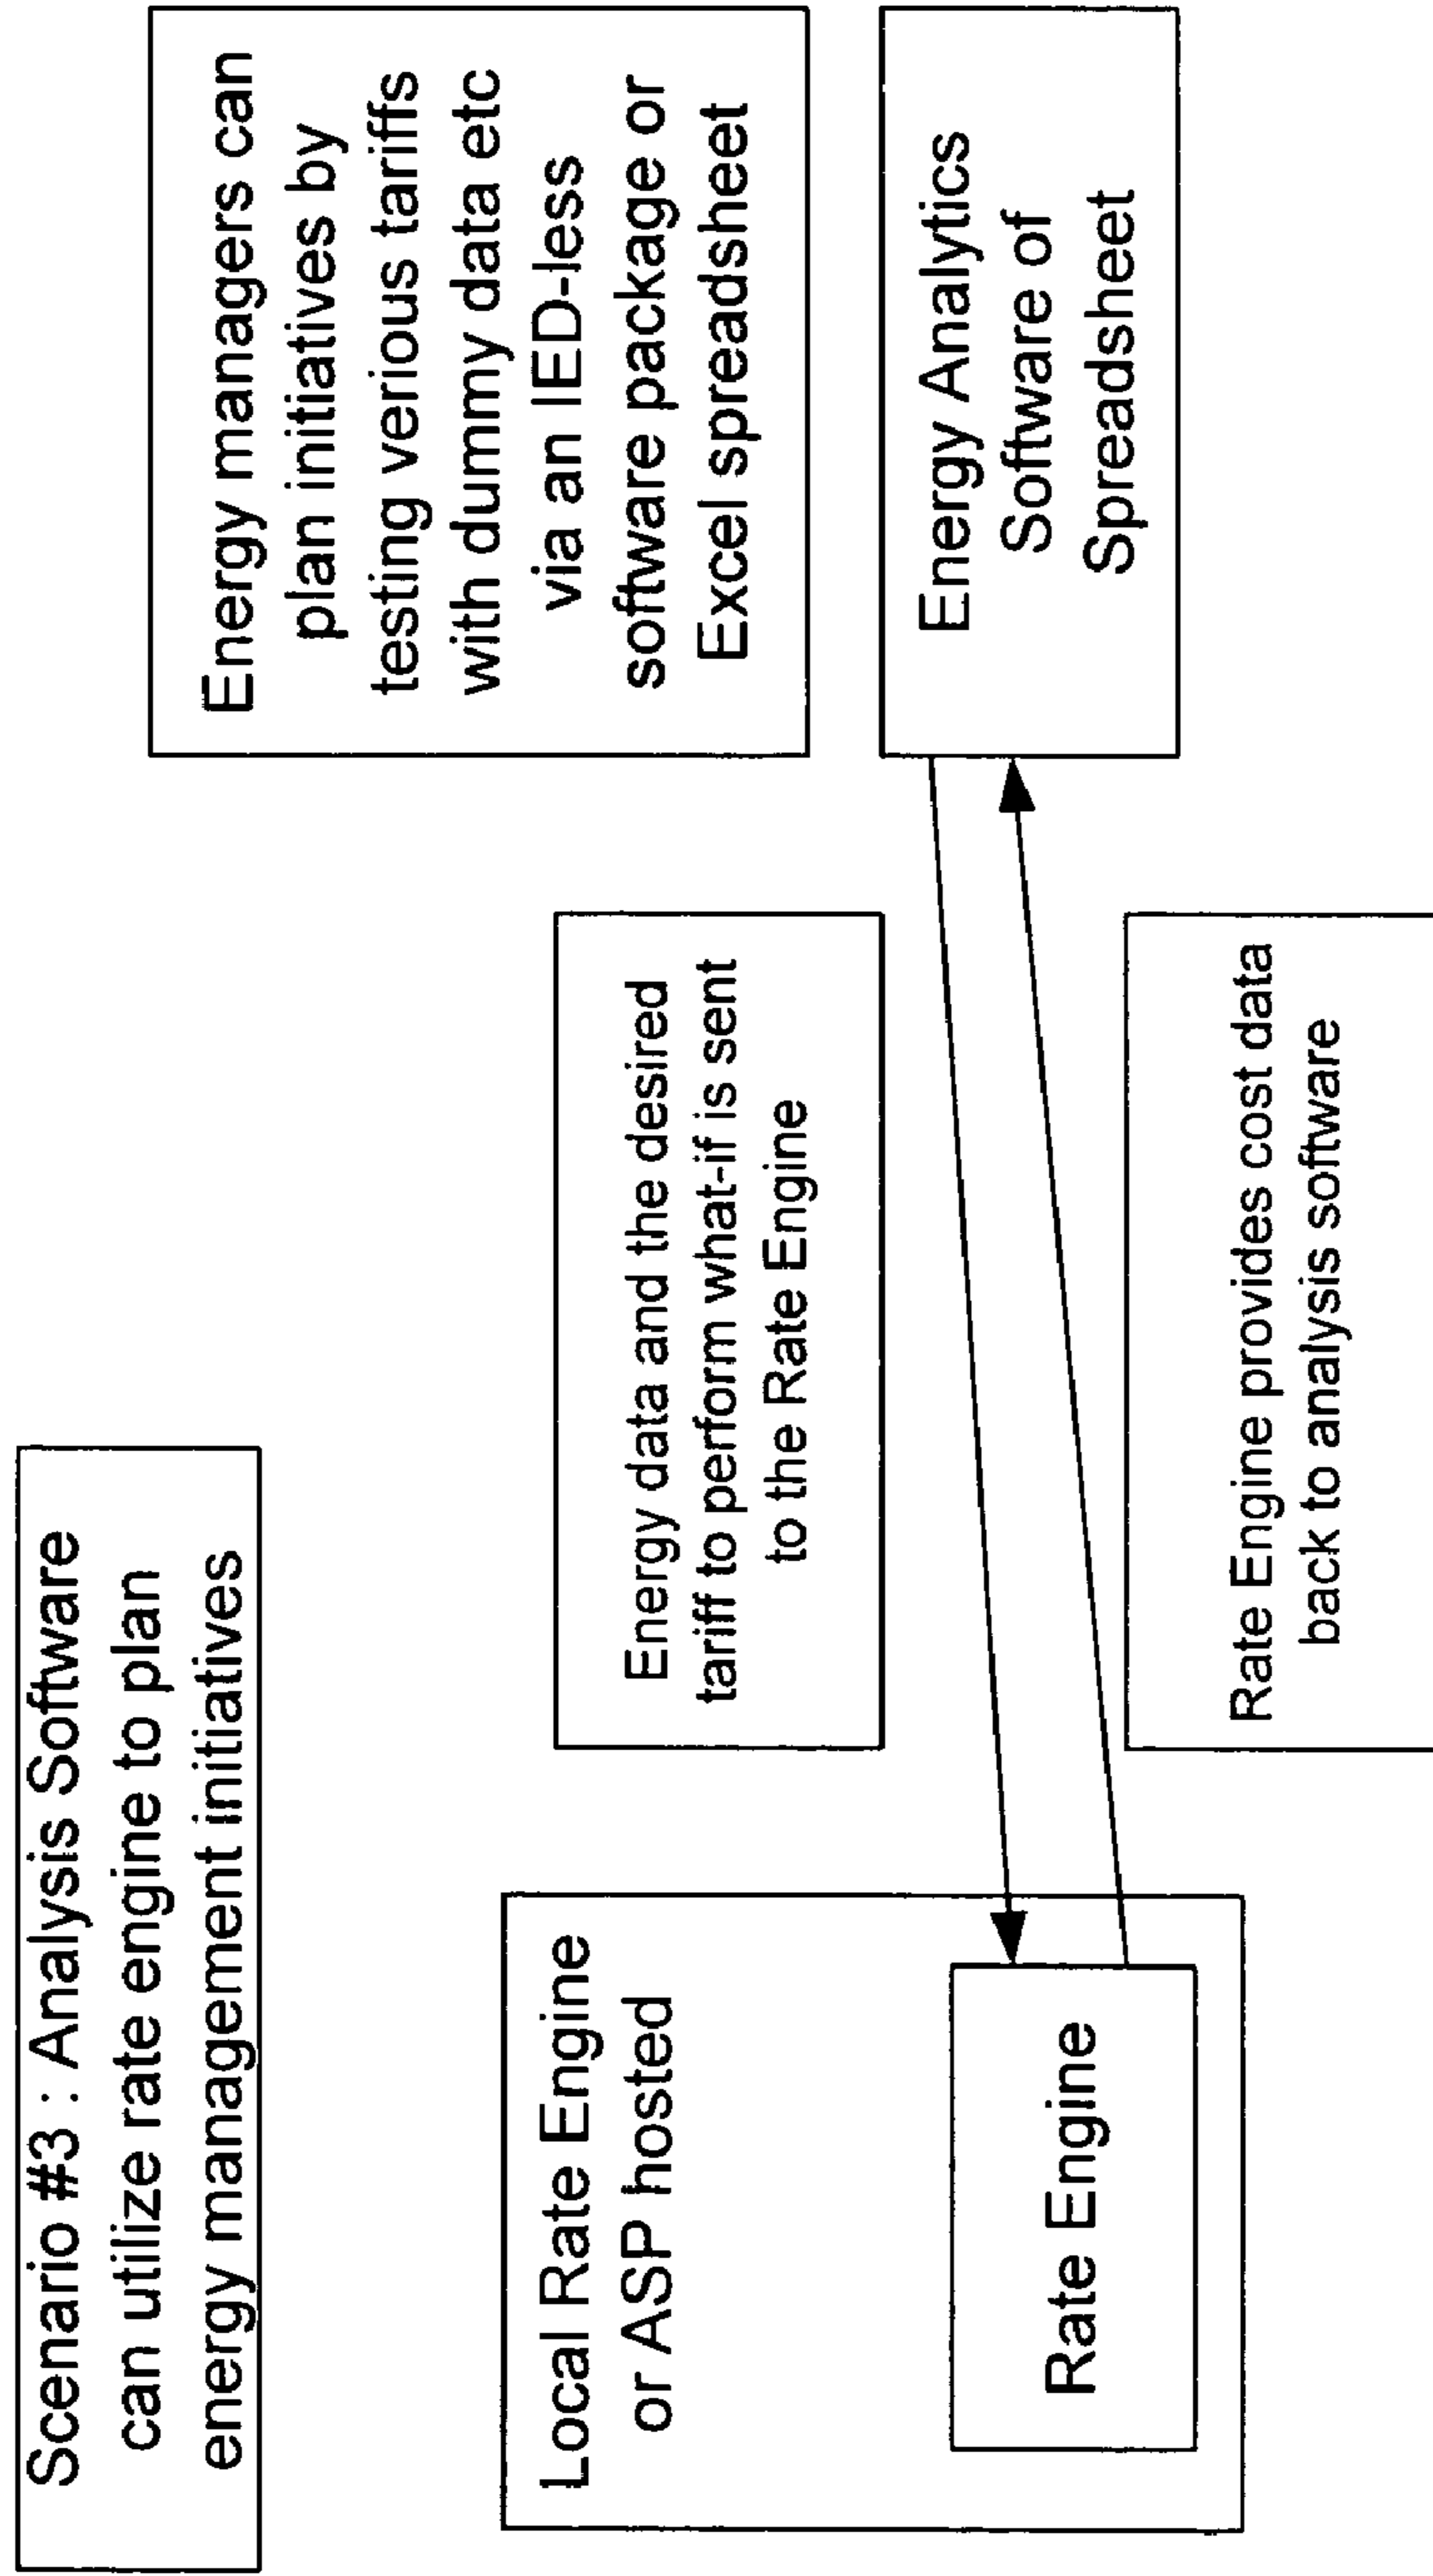 Scenario #3 : Analysis Software
can utilize rate engine to plan
energy management initiatives
Local Rate Engine
or ASP hosted
Rate Engine
Energy data and the desired
tariff to perform what-if is sent
to the Rate Engine
Rate Engine provides cost data
back to analysis software
Energy managers can
plan initiatives by
testing verious tariffs
with dummy data etc
via an IED-less
software package or
Excel spreadsheet
Energy Analytics
Software of
Spreadsheet